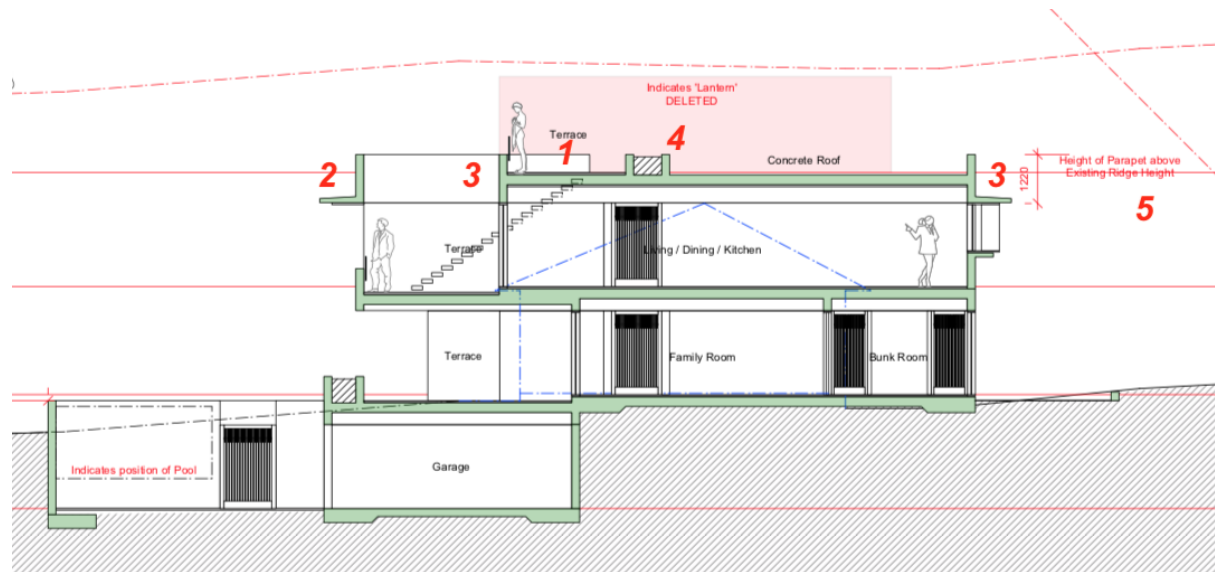 Indicates 'Lantern'
DELETED
Terrace
1
4
2
3
Concrete Roof
3
1220
Height of Parapet above
Existing Ridge Height
5
Terrace
Living / Dining / Kitchen
Terrace
Family Room
Bunk Room
Indicates position of Pool
Garage